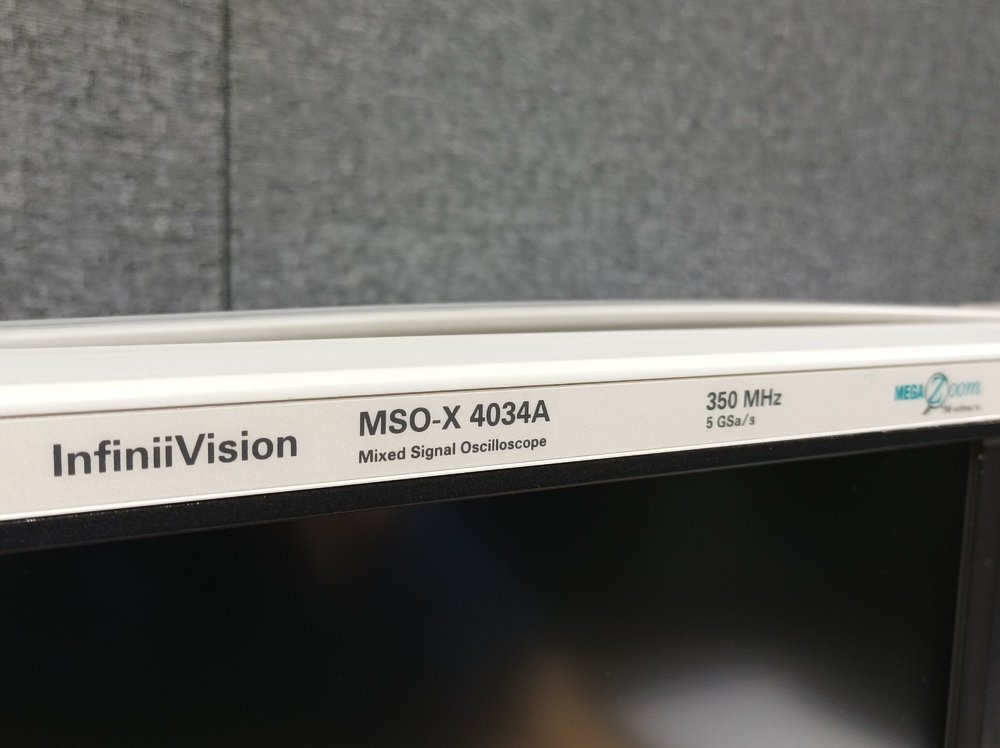 InfiniiVision
MSO-X 4034A
Mixed Signal Oscilloscope
350 MHz
5 GSa/s
MEGA Zoom